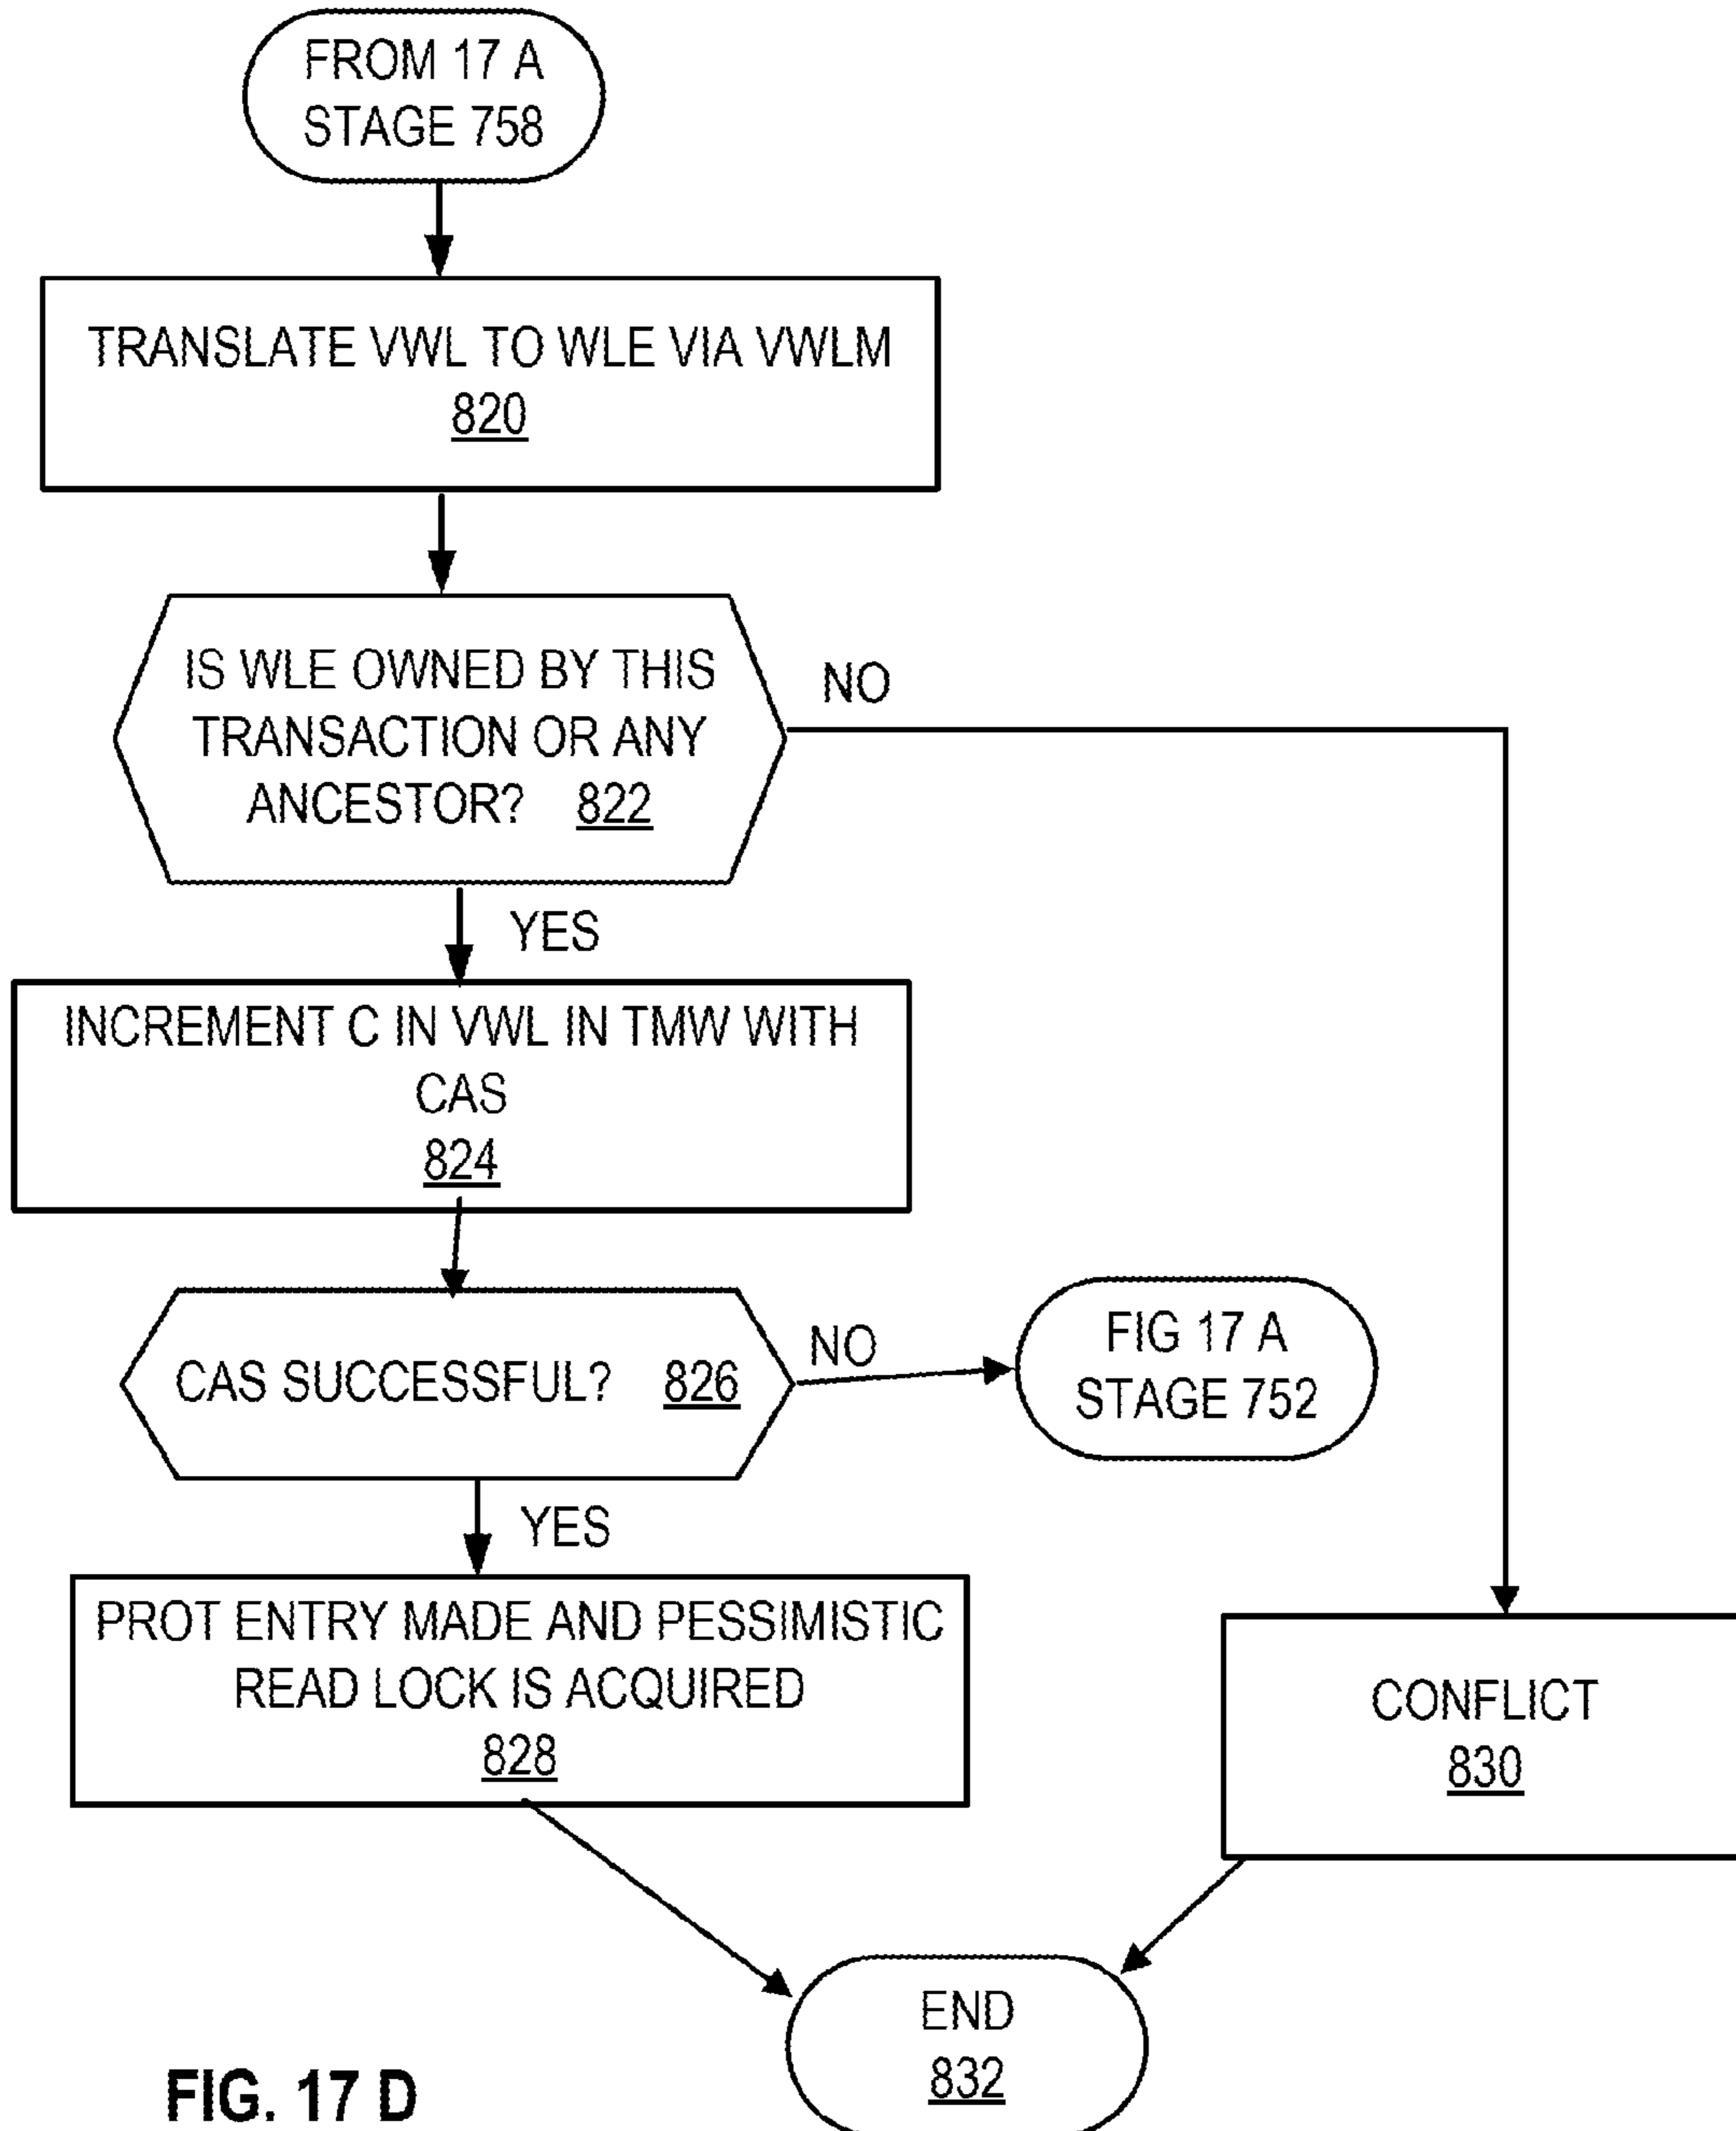 FROM 17 A
STAGE 758
TRANSLATE VWL TO WLE VIA VWLM
820
IS WLE OWNED BY THIS
TRANSACTION OR ANY
ANCESTOR? 822
NO
YES
INCREMENT C IN VWL IN TMW WITH
CAS
824
CAS SUCCESSFUL? 826
NO
FIG 17 A
STAGE 752
YES
PROT ENTRY MADE AND PESSIMISTIC
READ LOCK IS ACQUIRED
828
CONFLICT
830
END
832
FIG. 17 D